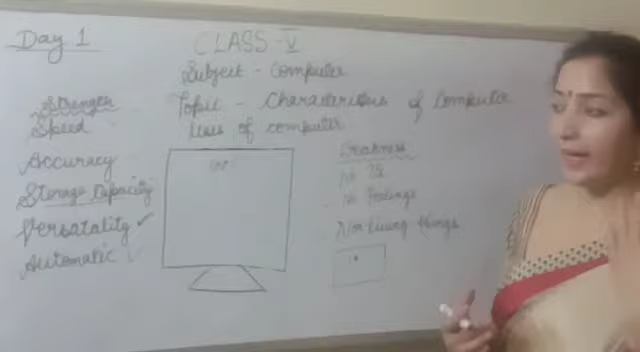 Day 1
CLASS - V
Subject - Computer
Topic - Characteristics of Computer
Uses of computer
Strenger
Speed
Accuracy
Storage Capacity
Versatality ✓
Automatic ✓
Weakness
No IQ
No feelings
Non living things